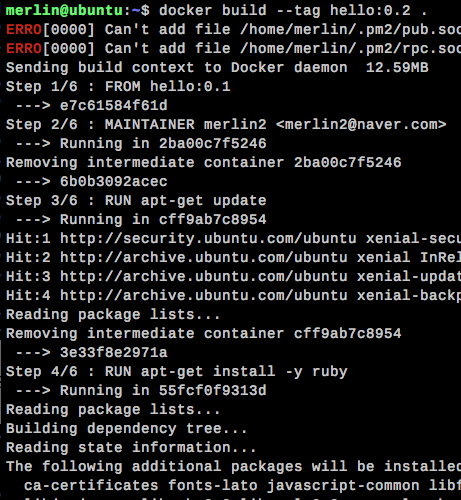 merlin@ubuntu:~$ docker build --tag hello:0.2 .
ERRO[0000] Can't add file /home/merlin/.pm2/pub.soc
ERRO[0000] Can't add file /home/merlin/.pm2/rpc.soc
Sending build context to Docker daemon  12.59MB
Step 1/6 : FROM hello:0.1
 ---> e7c61584f61d
Step 2/6 : MAINTAINER merlin2 <merlin2@naver.com>
 ---> Running in 2ba00c7f5246
Removing intermediate container 2ba00c7f5246
 ---> 6b0b3092acec
Step 3/6 : RUN apt-get update
 ---> Running in cff9ab7c8954
Hit:1 http://security.ubuntu.com/ubuntu xenial-secu
Hit:2 http://archive.ubuntu.com/ubuntu xenial InRel
Hit:3 http://archive.ubuntu.com/ubuntu xenial-updat
Hit:4 http://archive.ubuntu.com/ubuntu xenial-backp
Reading package lists...
Removing intermediate container cff9ab7c8954
 ---> 3e33f8e2971a
Step 4/6 : RUN apt-get install -y ruby
 ---> Running in 55fcf0f9313d
Reading package lists...
Building dependency tree...
Reading state information...
The following additional packages will be installed
  ca-certificates fonts-lato javascript-common libf